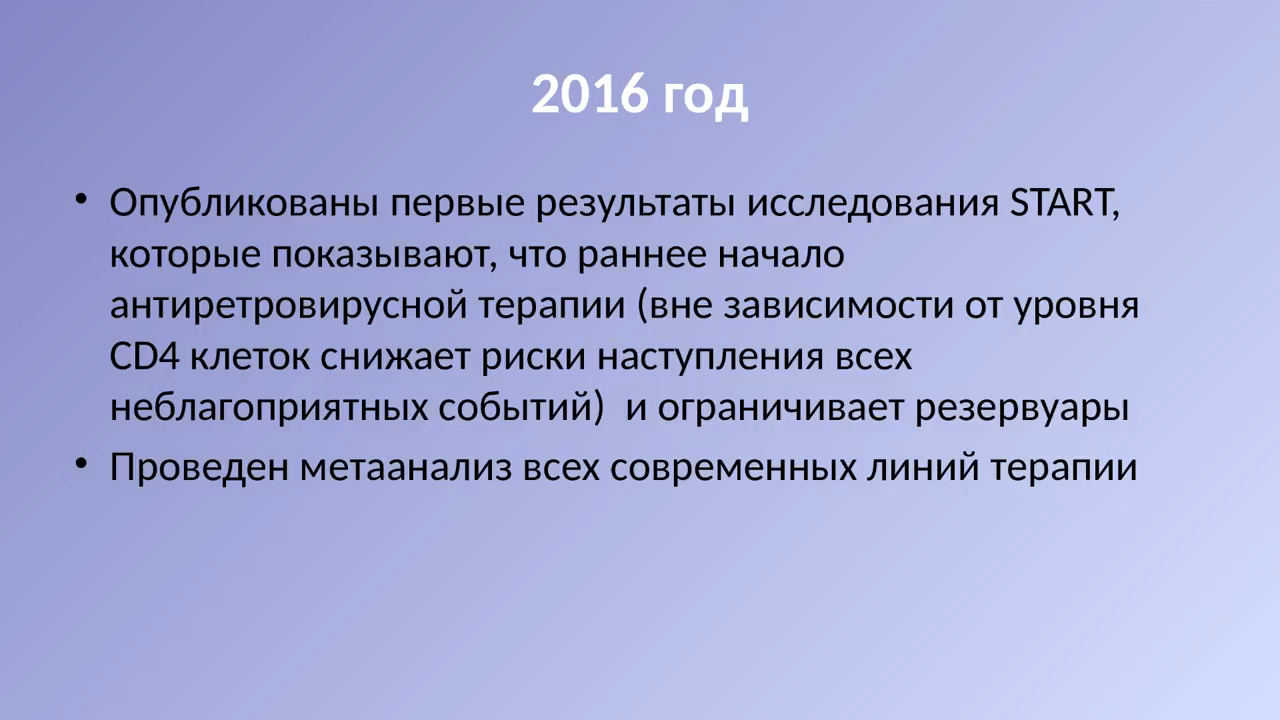 2016 год
• Опубликованы первые результаты исследования START,
которые показывают, что раннее начало
антиретровирусной терапии (вне зависимости от уровня
CD4 клеток снижает риски наступления всех
неблагоприятных событий)  и ограничивает резервуары
• Проведен метаанализ всех современных линий терапии